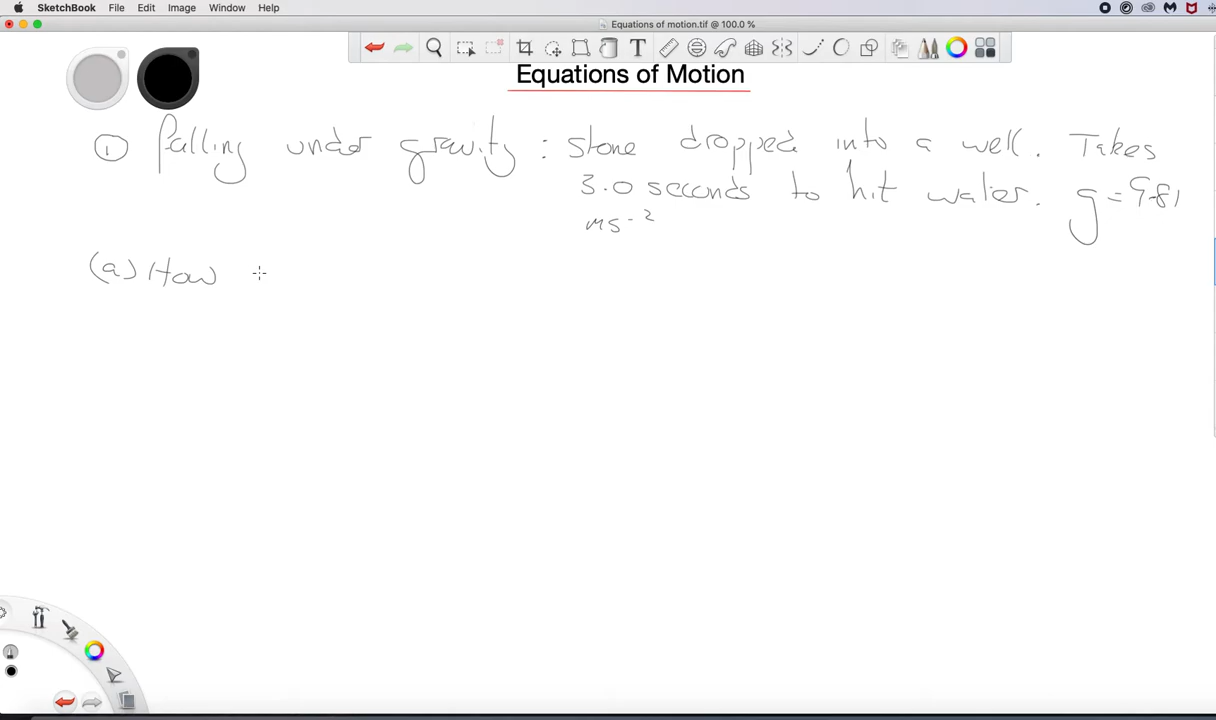 SketchBook File Edit Image Window Help
Equations of motion.tif @ 100.0 %
T
Equations of Motion
① Falling under gravity : stone dropped into a well. Takes
3.0 seconds to hit water. g = 9.81
ms⁻²
(a) How